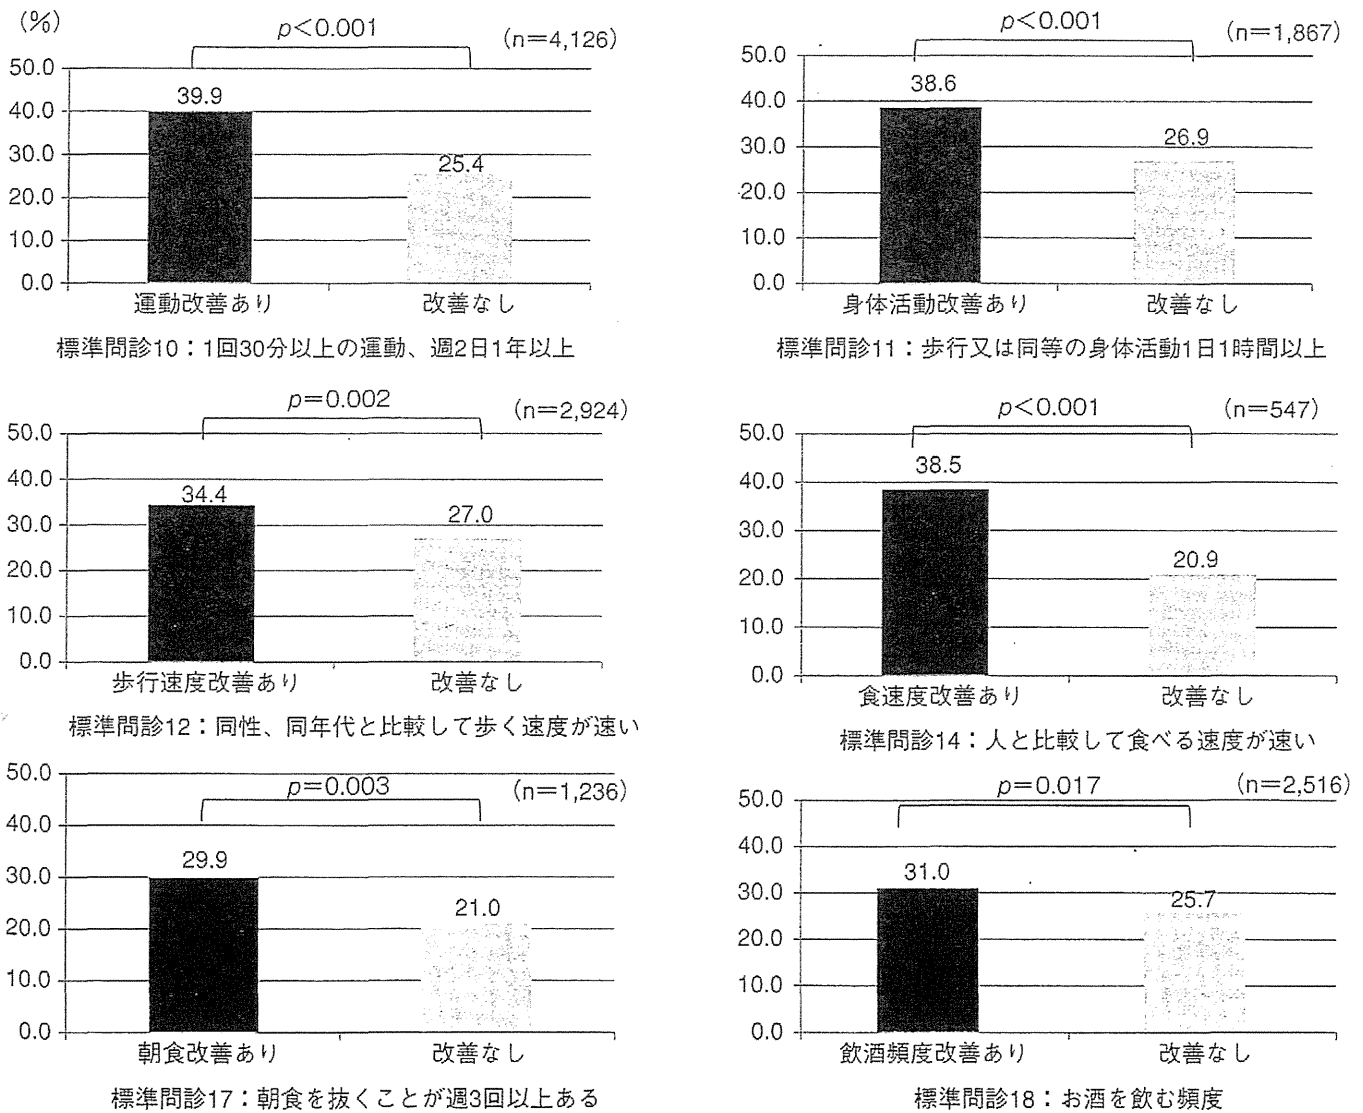 (%)
p<0.001
(n=4,126)
50.0
40.0
30.0
20.0
10.0
0.0
39.9
25.4
運動改善あり
改善なし
標準問診10：1回30分以上の運動、週2日1年以上
p<0.001
(n=1,867)
50.0
40.0
30.0
20.0
10.0
0.0
38.6
26.9
身体活動改善あり
改善なし
標準問診11：歩行又は同等の身体活動1日1時間以上
p=0.002
(n=2,924)
50.0
40.0
30.0
20.0
10.0
0.0
34.4
27.0
歩行速度改善あり
改善なし
標準問診12：同性、同年代と比較して歩く速度が速い
p<0.001
(n=547)
50.0
40.0
30.0
20.0
10.0
0.0
38.5
20.9
食速度改善あり
改善なし
標準問診14：人と比較して食べる速度が速い
p=0.003
(n=1,236)
50.0
40.0
30.0
20.0
10.0
0.0
29.9
21.0
朝食改善あり
改善なし
標準問診17：朝食を抜くことが週3回以上ある
p=0.017
(n=2,516)
50.0
40.0
30.0
20.0
10.0
0.0
31.0
25.7
飲酒頻度改善あり
改善なし
標準問診18：お酒を飲む頻度